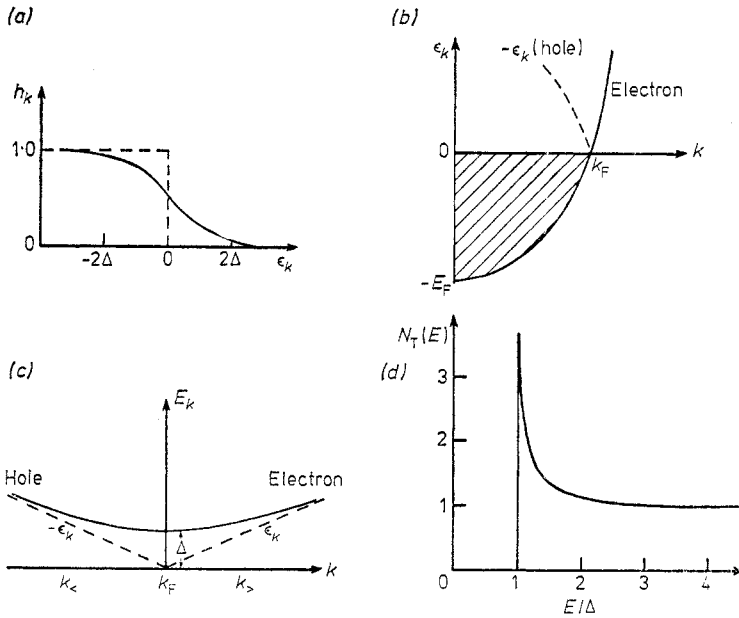 (a)
h_k
1·0
0
-2Δ 0 2Δ ϵ_k
(b)
ϵ_k
-ϵ_k (hole)
Electron
0
k_F
k
-E_F
(c)
E_k
Hole
Electron
-ϵ_k
Δ
ϵ_k
k_< k_F k_> k
(d)
N_T(E)
3
2
1
0 1 2 3 4
E/Δ